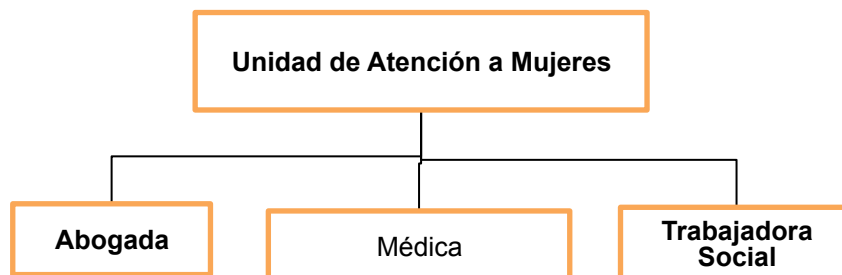 Unidad de Atención a Mujeres
Abogada
Médica
Trabajadora
Social